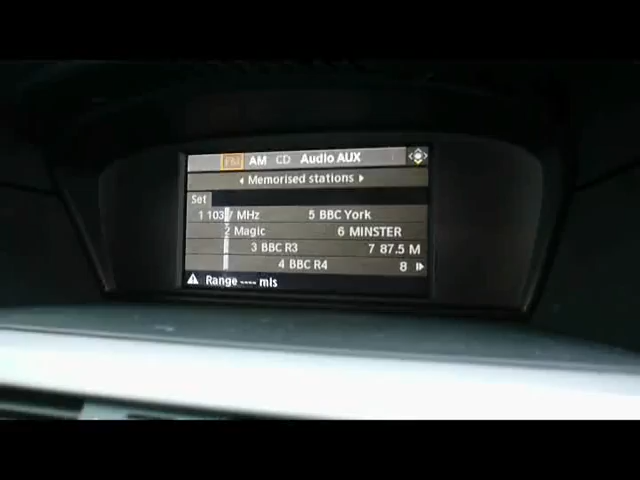 FM AM CD Audio AUX
Memorised stations
Set
1 103.7 MHz 5 BBC York
2 Magic 6 MINSTER
3 BBC R3 7 87.5 M
4 BBC R4 8
Range ---- mls